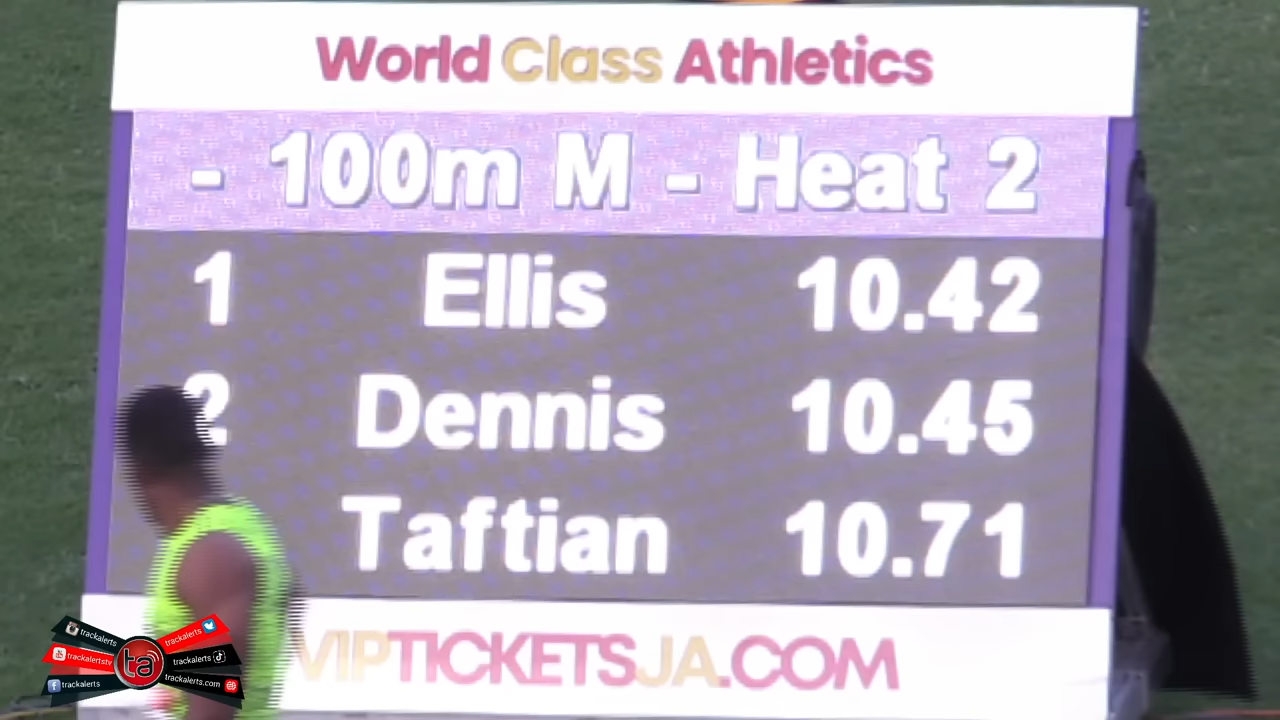 World Class Athletics
- 100m M - Heat 2
1 Ellis 10.42
2 Dennis 10.45
Taftian 10.71
VIPTICKETSJA.COM
trackalerts
trackalerts
trackalertstv
ta
trackalerts
trackalerts
trackalerts.com